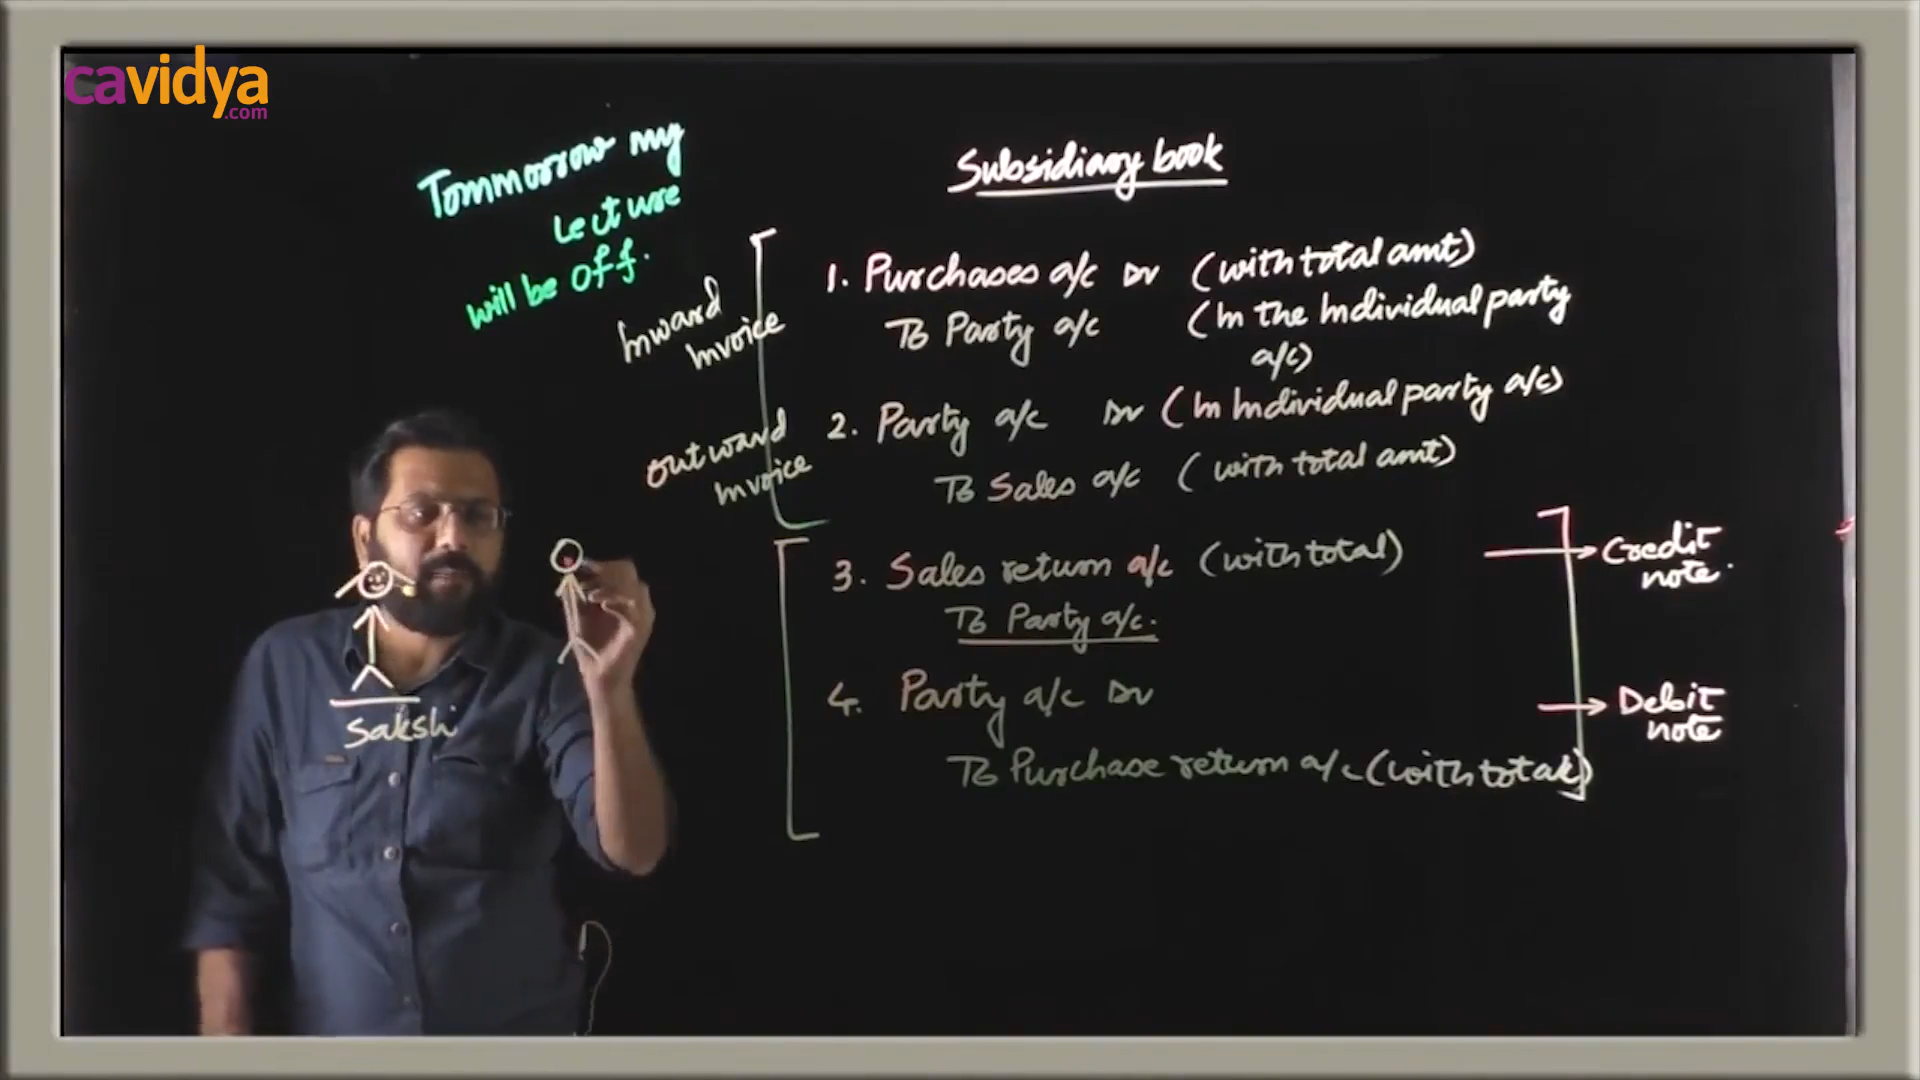 cavidya
.com
Tommorrow my
lecture
will be off.
Subsidiary book
Inward
Invoice
1. Purchases a/c Dr (with total amt)
To Party a/c (In the Individual party
a/c)
outward
Invoice
2. Party a/c Dr (In Individual party a/c)
To Sales a/c (with total amt)
3. Sales return a/c (with total)
To Party a/c.
Credit
note.
4. Party a/c Dr
To Purchase return a/c (with total)
Debit
note
Sakshi